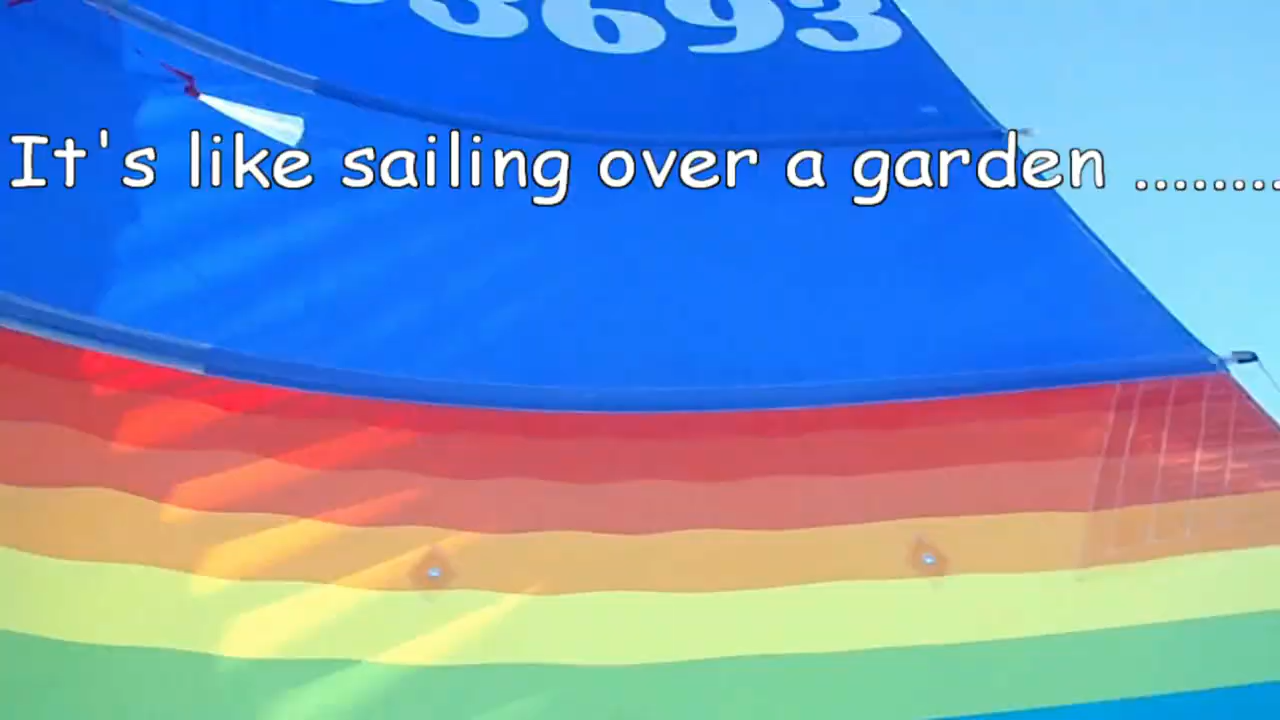 3693
It's like sailing over a garden ........